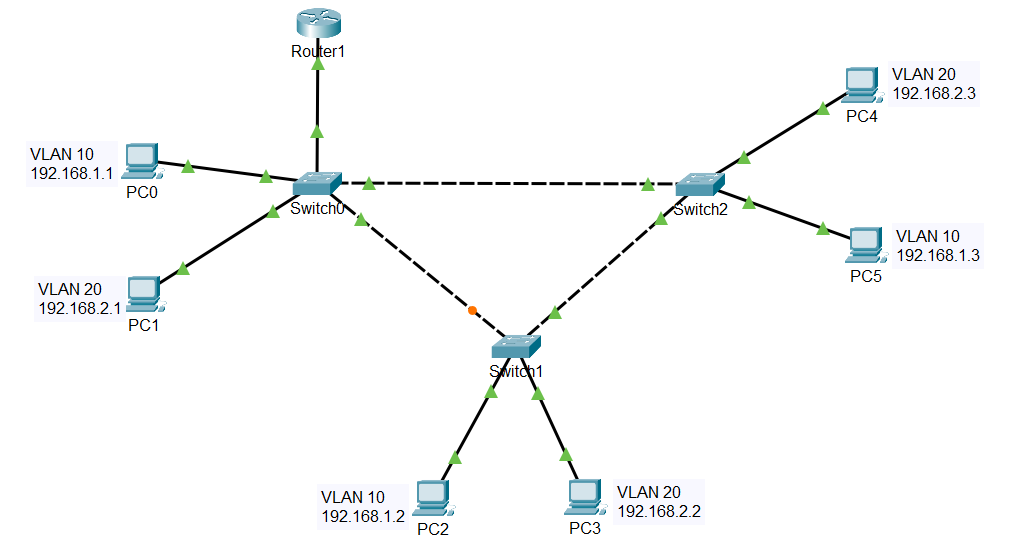 Router1
VLAN 20
192.168.2.3
PC4
VLAN 10
192.168.1.1
PC0
Switch0
Switch2
VLAN 10
192.168.1.3
PC5
VLAN 20
192.168.2.1
PC1
Switch1
VLAN 10
192.168.1.2
PC2
VLAN 20
192.168.2.2
PC3